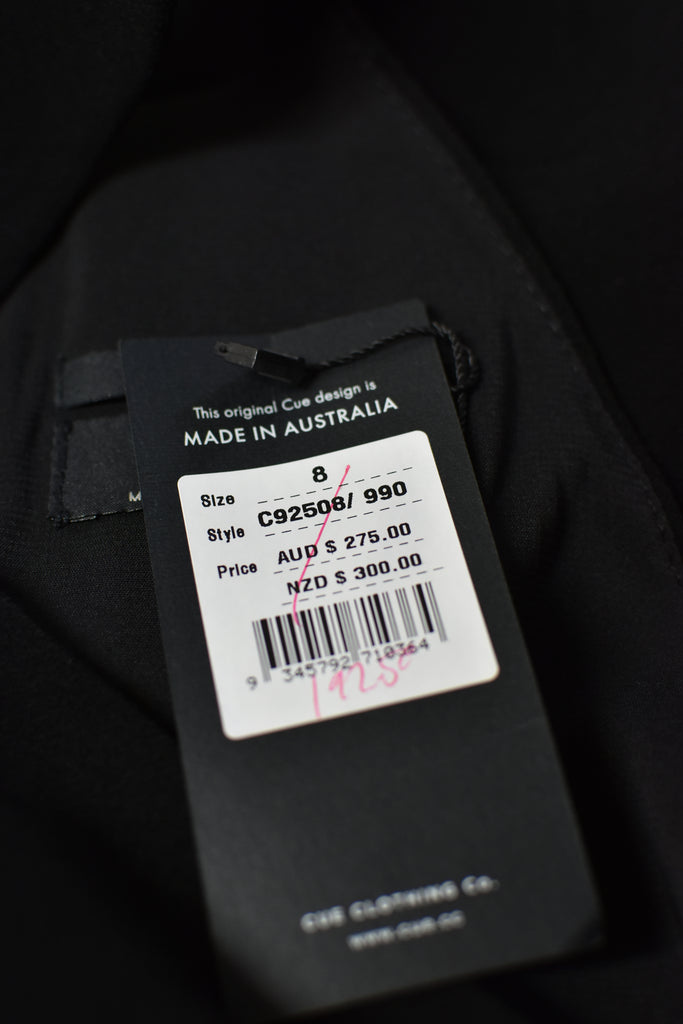 This original Cue design is
MADE IN AUSTRALIA
Size 8
Style C92508/ 990
Price AUD $ 275.00
NZD $ 300.00
9 345792 710364
CUE CLOTHING Co.
www.cue.cc